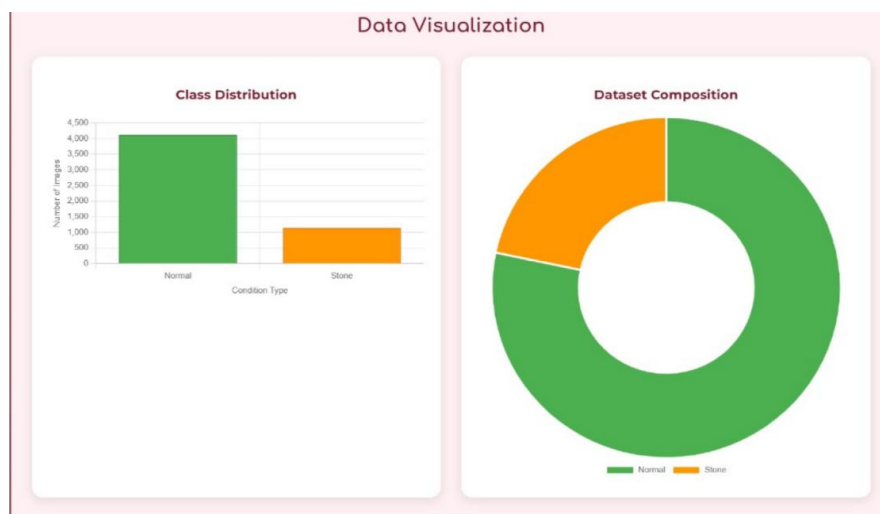 Data Visualization
Class Distribution
4,500
4,000
3,500
3,000
2,500
2,000
1,500
1,000
500
0
Number of Images
Normal
Stone
Condition Type
Dataset Composition
Normal
Stone